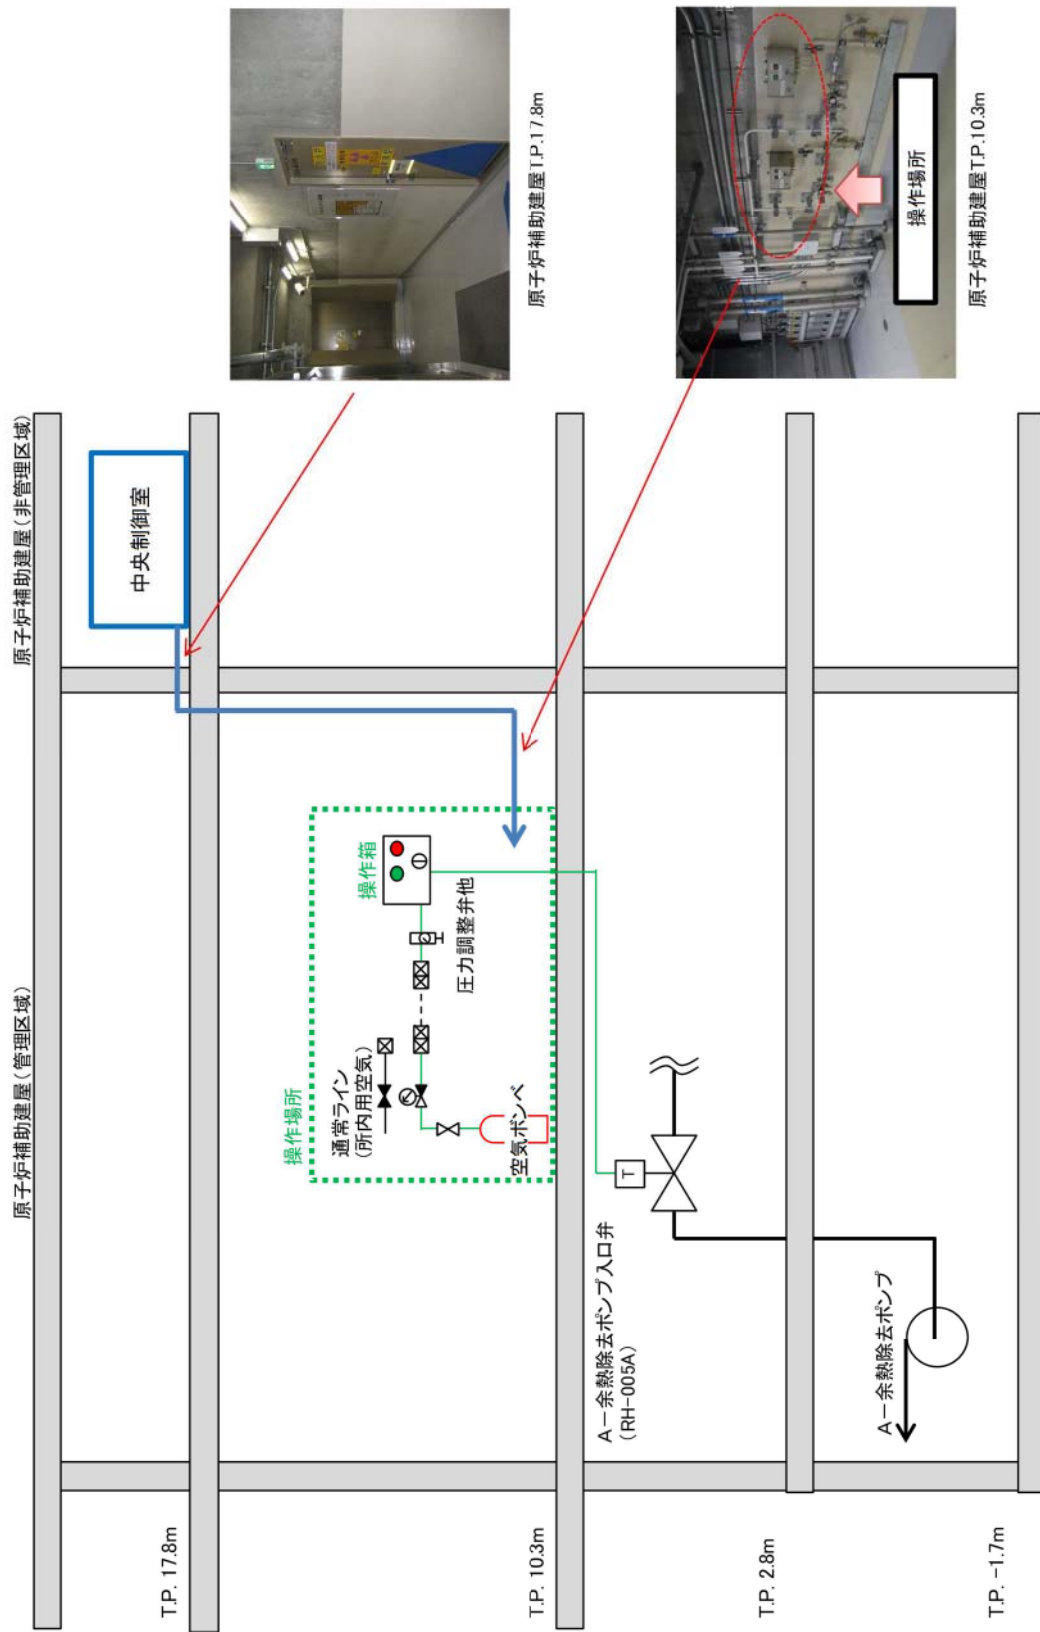 原子炉補助建屋(管理区域)
原子炉補助建屋(非管理区域)
T.P. 17.8m
中央制御室
原子炉補助建屋T.P.17.8m
操作場所
通常ライン
(所内用空気)
操作箱
圧力調整弁他
空気ボンベ
T.P. 10.3m
操作場所
原子炉補助建屋T.P.10.3m
A-余熱除去ポンプ入口弁
(RH-005A)
T
T.P. 2.8m
A-余熱除去ポンプ
T.P. -1.7m